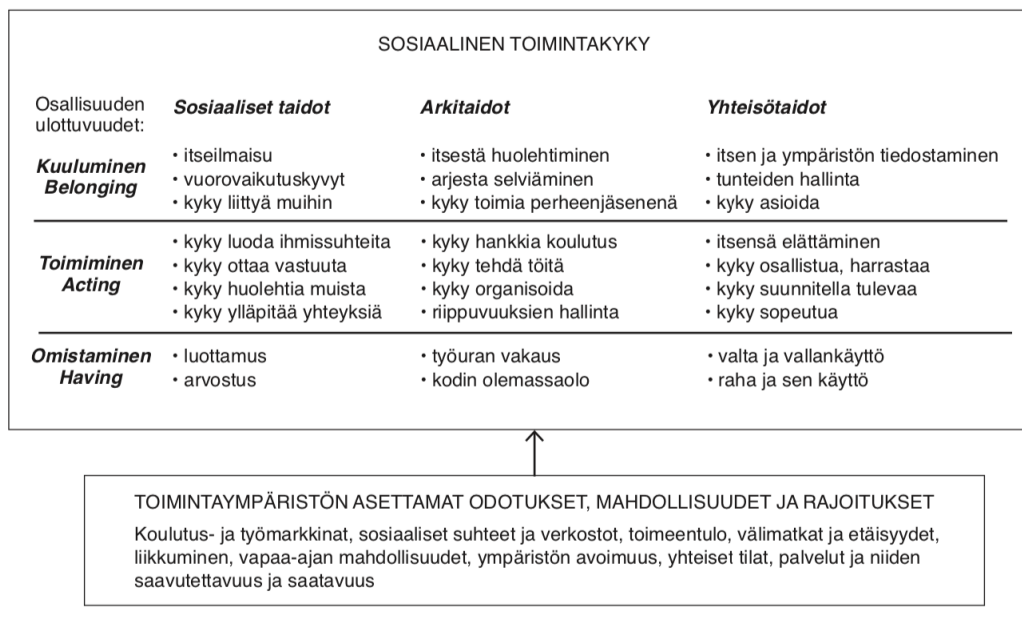 SOSIAALINEN TOIMINTAKYKY
Osallisuuden ulottuvuudet: Sosiaaliset taidot Arkitaidot Yhteisötaidot
Kuuluminen Belonging
• itseilmaisu • itsestä huolehtiminen • itsen ja ympäristön tiedostaminen
• vuorovaikutuskyvyt • arjesta selviäminen • tunteiden hallinta
• kyky liittyä muihin • kyky toimia perheenjäsenenä • kyky asioida
Toimiminen Acting
• kyky luoda ihmissuhteita • kyky hankkia koulutus • itsensä elättäminen
• kyky ottaa vastuuta • kyky tehdä töitä • kyky osallistua, harrastaa
• kyky huolehtia muista • kyky organisoida • kyky suunnitella tulevaa
• kyky ylläpitää yhteyksiä • riippuvuuksien hallinta • kyky sopeutua
Omistaminen Having
• luottamus • työuran vakaus • valta ja vallankäyttö
• arvostus • kodin olemassaolo • raha ja sen käyttö
TOIMINTAYMPÄRISTÖN ASETTAMAT ODOTUKSET, MAHDOLLISUUDET JA RAJOITUKSET
Koulutus- ja työmarkkinat, sosiaaliset suhteet ja verkostot, toimeentulo, välimatkat ja etäisyydet,
liikkuminen, vapaa-ajan mahdollisuudet, ympäristön avoimuus, yhteiset tilat, palvelut ja niiden
saavutettavuus ja saatavuus